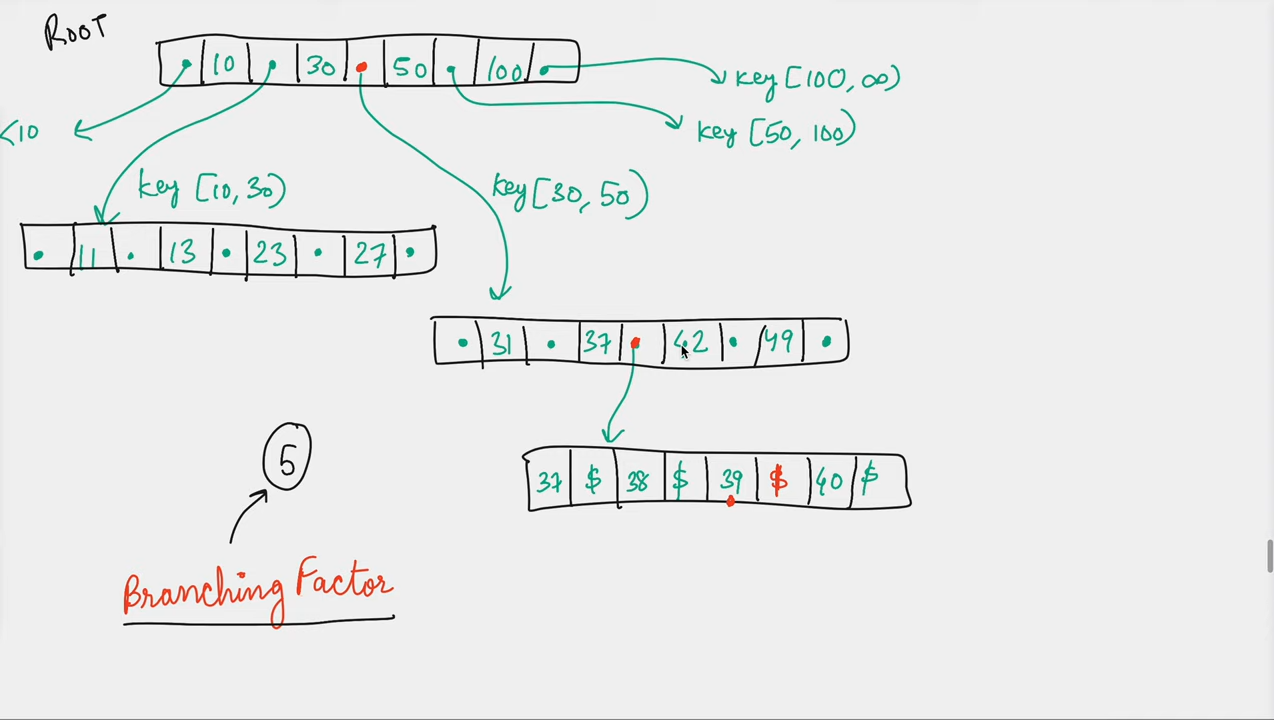 ROOT
10 30 50 100
key [100, ∞)
<10
key [50, 100)
key [10, 30)
key [30, 50)
11 13 23 27
31 37 42 49
5
37 $ 38 $ 39 $ 40 $
Branching Factor